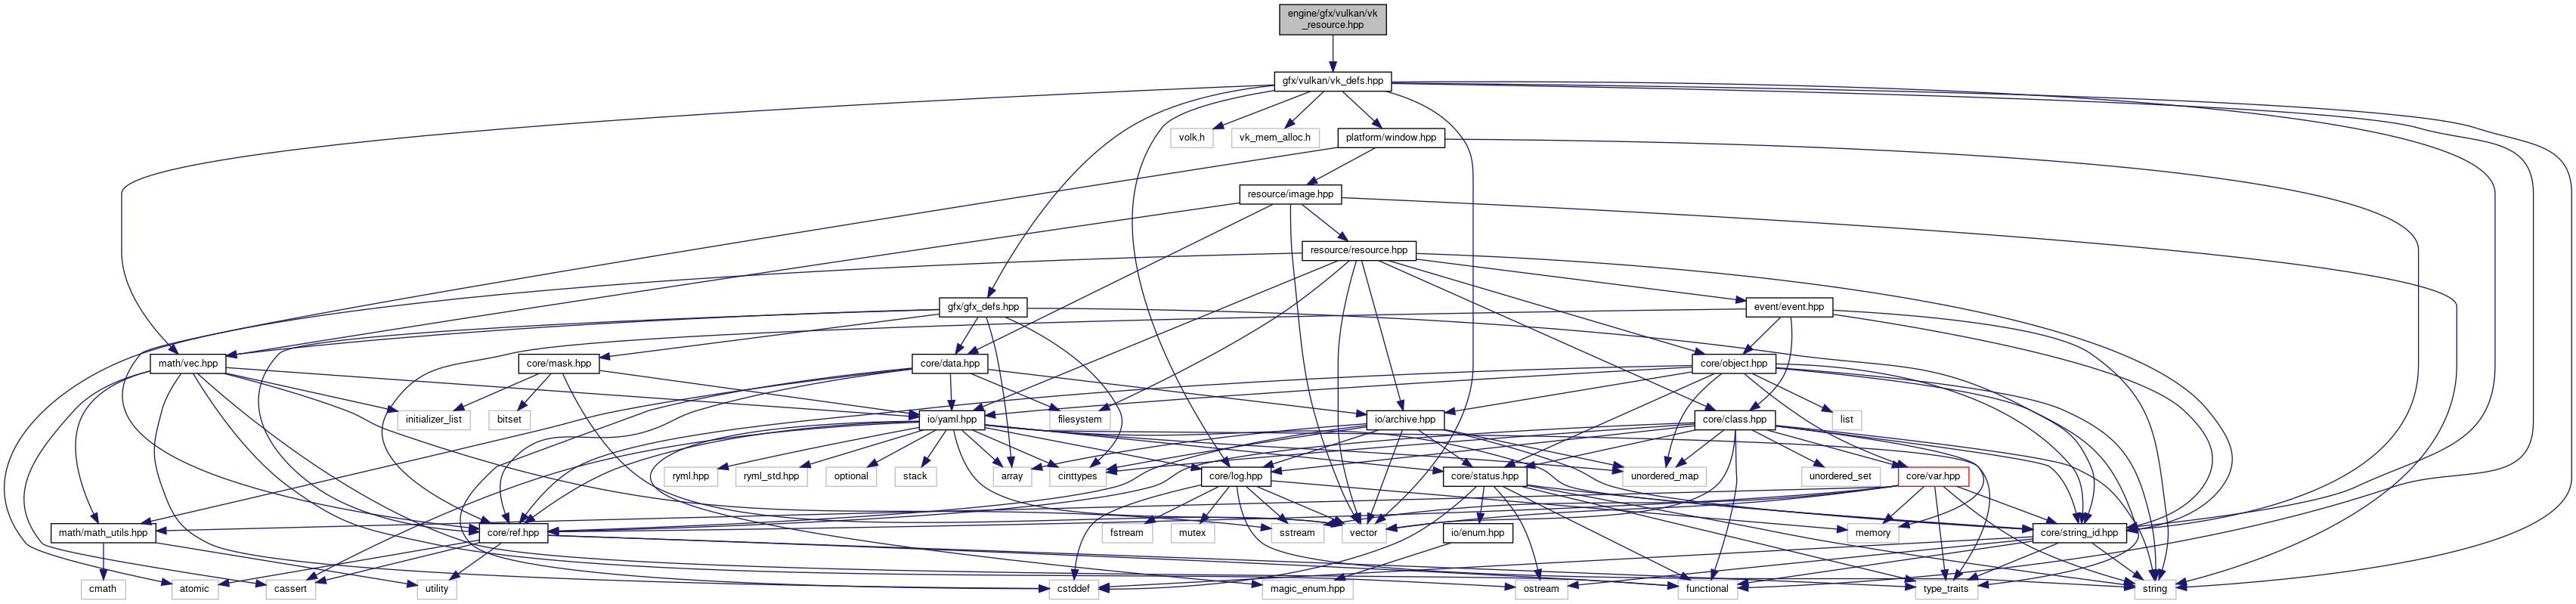 engine/gfx/vulkan/vk
_resource.hpp
gfx/vulkan/vk_defs.hpp
volk.h
vk_mem_alloc.h
platform/window.hpp
resource/image.hpp
resource/resource.hpp
gfx/gfx_defs.hpp
event/event.hpp
math/vec.hpp
core/mask.hpp
core/data.hpp
core/object.hpp
initializer_list
bitset
io/yaml.hpp
filesystem
io/archive.hpp
core/class.hpp
list
ryml.hpp
ryml_std.hpp
optional
stack
array
cinttypes
core/log.hpp
core/status.hpp
unordered_map
unordered_set
core/var.hpp
math/math_utils.hpp
core/ref.hpp
fstream
mutex
sstream
vector
io/enum.hpp
memory
core/string_id.hpp
cmath
atomic
cassert
utility
cstddef
magic_enum.hpp
ostream
functional
type_traits
string